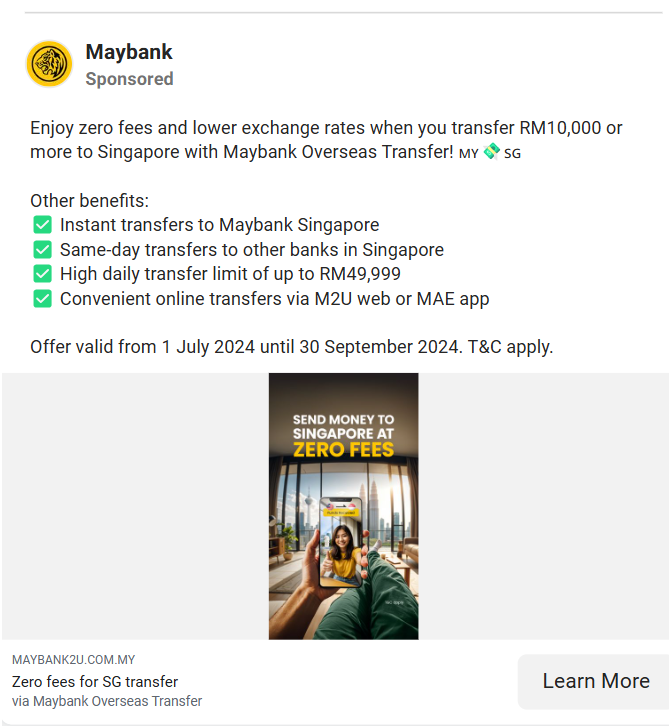 Maybank
Sponsored
Enjoy zero fees and lower exchange rates when you transfer RM10,000 or
more to Singapore with Maybank Overseas Transfer! MY 💸 SG
Other benefits:
✅ Instant transfers to Maybank Singapore
✅ Same-day transfers to other banks in Singapore
✅ High daily transfer limit of up to RM49,999
✅ Convenient online transfers via M2U web or MAE app
Offer valid from 1 July 2024 until 30 September 2024. T&C apply.
SEND MONEY TO
SINGAPORE AT
ZERO FEES
T&C apply.
MAYBANK2U.COM.MY
Zero fees for SG transfer
via Maybank Overseas Transfer
Learn More